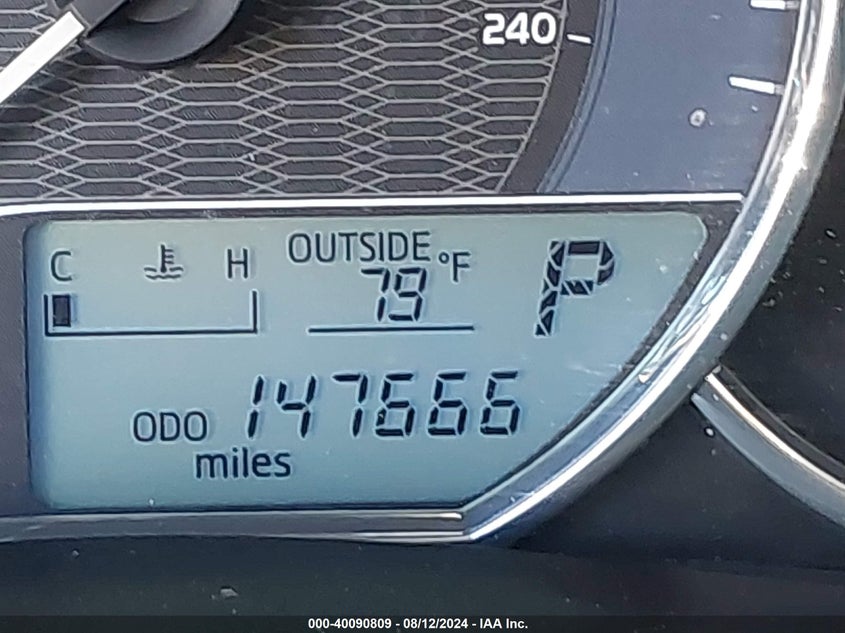 240
C H OUTSIDE °F
79
P
ODO 147666
miles
000-40090809 - 08/12/2024 - IAA Inc.